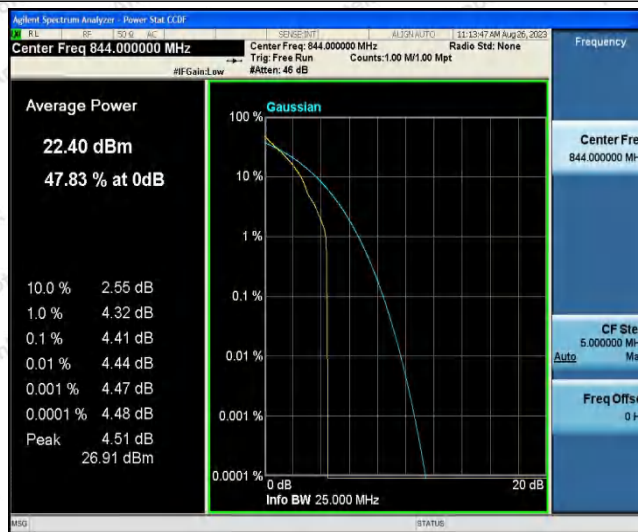 Agilent Spectrum Analyzer - Power Stat CCDF
RL RF 50 Ω AC SENSE:INT ALIGN AUTO 11:13:47 AM Aug 26, 2023
Center Freq 844.000000 MHz
Center Freq: 844.000000 MHz Radio Std: None
Trig: Free Run Counts:1.00 M/1.00 Mpt
#IFGain:Low #Atten: 46 dB
Frequency
Average Power
22.40 dBm
47.83 % at 0dB
10.0 % 2.55 dB
1.0 % 4.32 dB
0.1 % 4.41 dB
0.01 % 4.44 dB
0.001 % 4.47 dB
0.0001 % 4.48 dB
Peak 4.51 dB
26.91 dBm
Gaussian
100 %
10 %
1 %
0.1 %
0.01 %
0.001 %
0.0001 %
0 dB 20 dB
Info BW 25.000 MHz
Center Fre
844.000000 MH
CF Ste
5.000000 MH
Auto Ma
Freq Offs
0 H
MSG STATUS